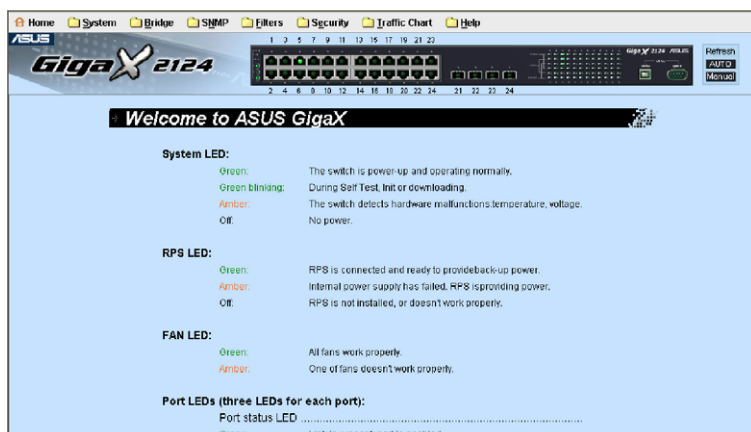 Home System Bridge SNMP Filters Security Traffic Chart Help
ASUS
GigaX 2124
1 3 5 7 9 11 13 15 17 19 21 23
2 4 6 8 10 12 14 16 18 20 22 24 21 22 23 24
GigaX 2124 ASUS
Refresh
AUTO
Manuel
Welcome to ASUS GigaX
System LED:
Green: The switch is power-up and operating normally.
Green blinking: During Self Test, Init or downloading.
Amber: The switch detects hardware malfunctions:temperature, voltage.
Off: No power.
RPS LED:
Green: RPS is connected and ready to provideback-up power.
Amber: Internal power supply has failed. RPS isproviding power.
Off: RPS is not installed, or doesn't work properly.
FAN LED:
Green: All fans work properly.
Amber: One of fans doesn't work properly.
Port LEDs (three LEDs for each port):
Port status LED